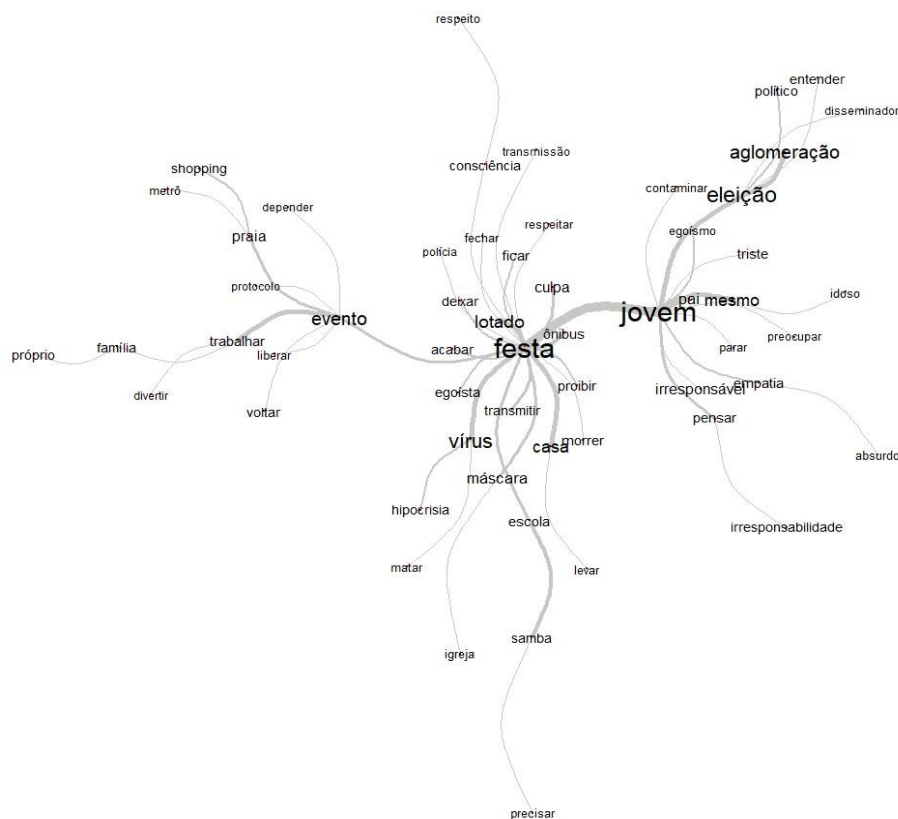 respeito
entender
político
disseminador
transmissão
aglomeração
consciência
shopping
metrô
contaminar
eleição
depender
respeitar
egoísmo
praia
fechar
polícia
ficar
triste
protocolo
culpa
deixar
pai mesmo
idoso
evento
lotado
jovem
ônibus
preocupar
trabalhar
família
acabar
festa
parar
próprio
liberar
divertir
egoísta
proibir
irresponsável
empatia
voltar
transmitir
pensar
vírus
casa
morrer
absurdo
máscara
hipocrisia
escola
irresponsabilidade
matar
levar
samba
igreja
precisar